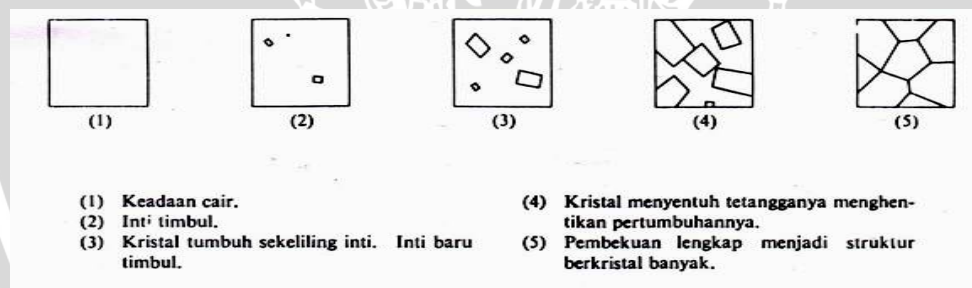 (1)
(2)
(3)
(4)
(5)
(1) Keadaan cair.
(2) Inti timbul.
(3) Kristal tumbuh sekeliling inti. Inti baru
timbul.
(4) Kristal menyentuh tetangganya menghen-
tikan pertumbuhannya.
(5) Pembekuan lengkap menjadi struktur
berkristal banyak.